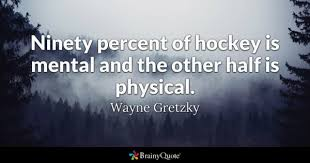 Ninety percent of hockey is
mental and the other half is
physical.
Wayne Gretzky
BrainyQuote®